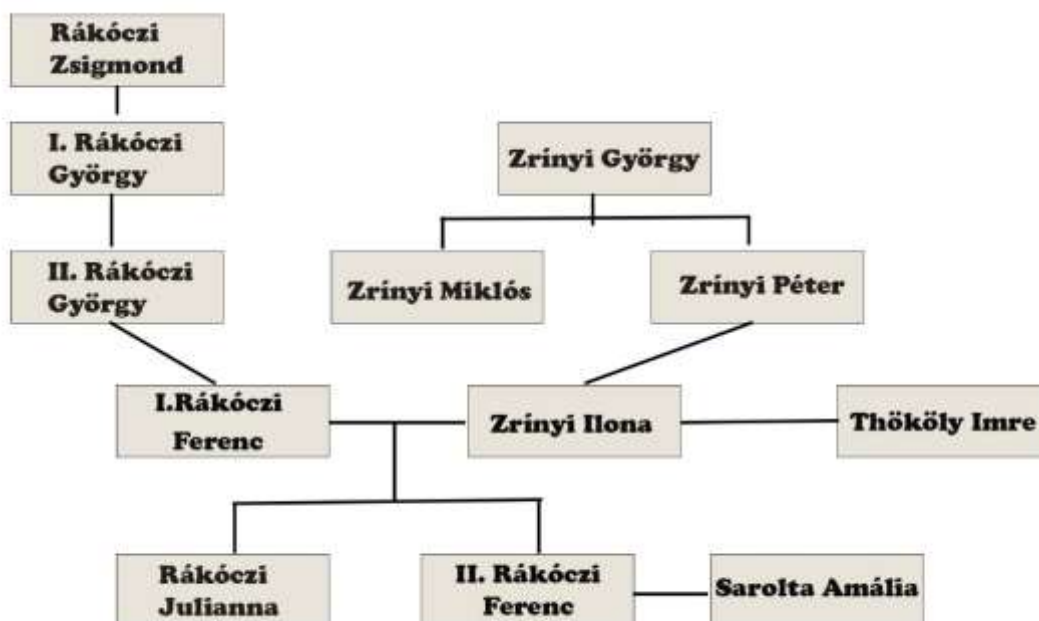 Rákóczi
Zsigmond
I. Rákóczi
György
Zrínyi György
II. Rákóczi
György
Zrínyi Miklós
Zrínyi Péter
I.Rákóczi
Ferenc
Zrínyi Ilona
Thököly Imre
Rákóczi
Julianna
II. Rákóczi
Ferenc
Sarolta Amália